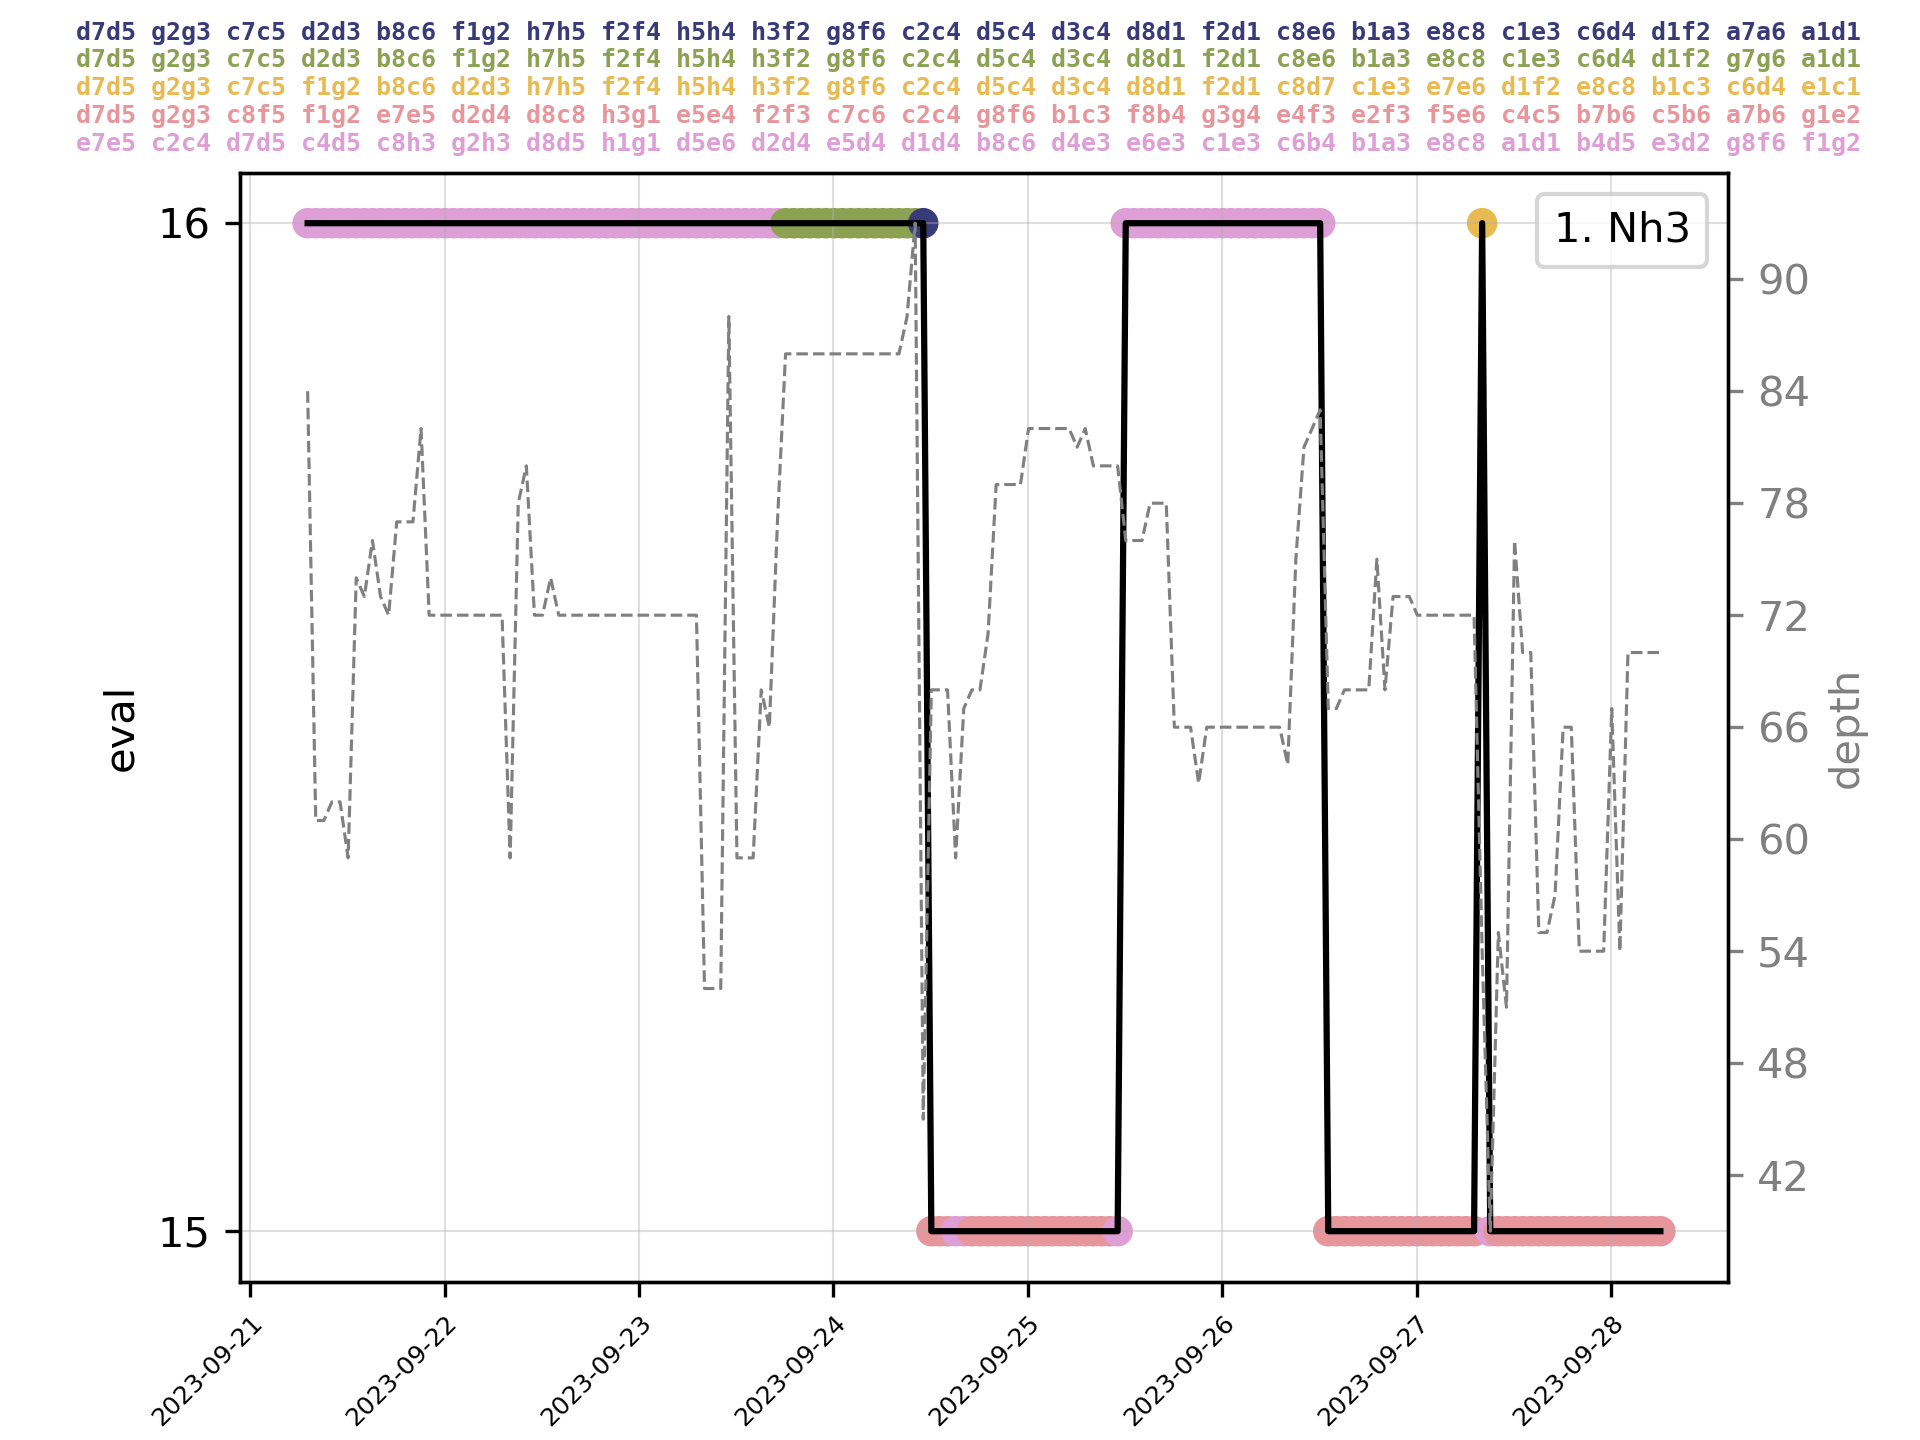 d7d5 g2g3 c7c5 d2d3 b8c6 f1g2 h7h5 f2f4 h5h4 h3f2 g8f6 c2c4 d5c4 d3c4 d8d1 f2d1 c8e6 b1a3 e8c8 c1e3 c6d4 d1f2 a7a6 a1d1
d7d5 g2g3 c7c5 d2d3 b8c6 f1g2 h7h5 f2f4 h5h4 h3f2 g8f6 c2c4 d5c4 d3c4 d8d1 f2d1 c8e6 b1a3 e8c8 c1e3 c6d4 d1f2 g7g6 a1d1
d7d5 g2g3 c7c5 f1g2 b8c6 d2d3 h7h5 f2f4 h5h4 h3f2 g8f6 c2c4 d5c4 d3c4 d8d1 f2d1 c8d7 c1e3 e7e6 d1f2 e8c8 b1c3 c6d4 e1c1
d7d5 g2g3 c8f5 f1g2 e7e5 d2d4 d8c8 h3g1 e5e4 f2f3 c7c6 c2c4 g8f6 b1c3 f8b4 g3g4 e4f3 e2f3 f5e6 c4c5 b7b6 c5b6 a7b6 g1e2
e7e5 c2c4 d7d5 c4d5 c8h3 g2h3 d8d5 h1g1 d5e6 d2d4 e5d4 d1d4 b8c6 d4e3 e6e3 c1e3 c6b4 b1a3 e8c8 a1d1 b4d5 e3d2 g8f6 f1g2
1. Nh3
16
15
eval
90
84
78
72
66
60
54
48
42
depth
2023-09-21
2023-09-22
2023-09-23
2023-09-24
2023-09-25
2023-09-26
2023-09-27
2023-09-28